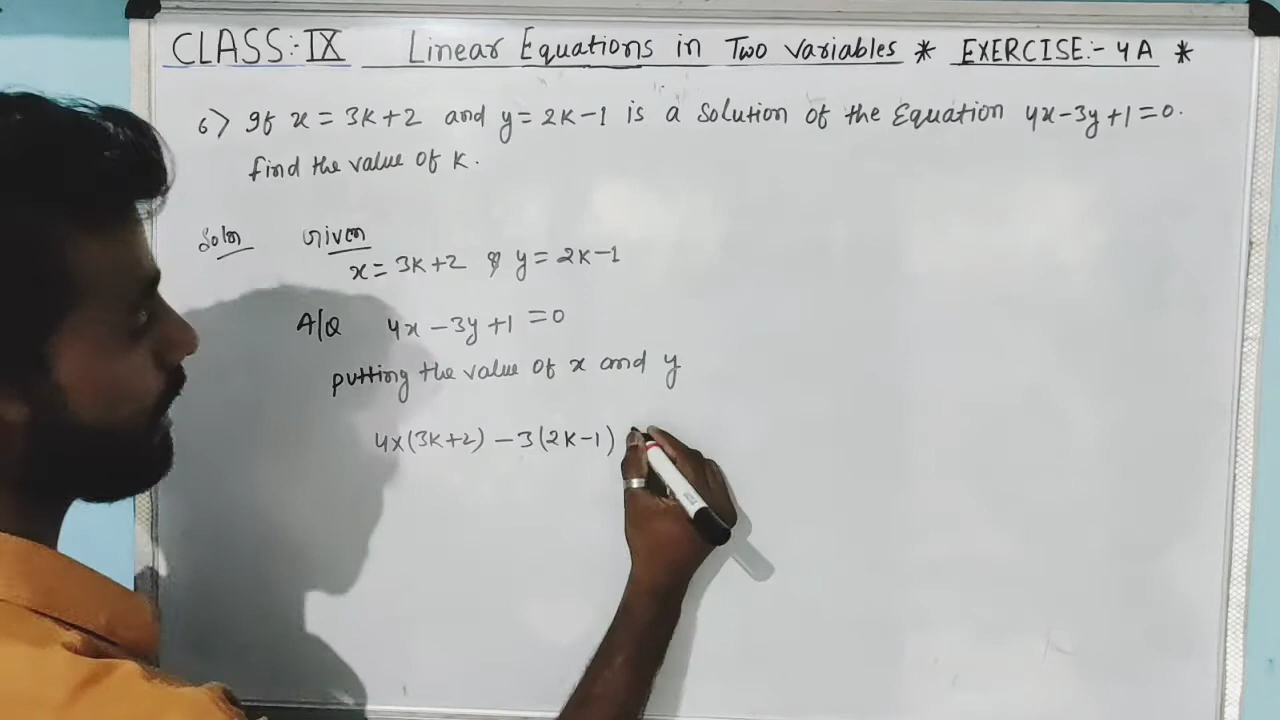 CLASS:-IX Linear Equations in Two Variables * EXERCISE:- 4A *
6> If x = 3K+2 and y = 2K-1 is a solution of the Equation 4x-3y+1=0.
find the value of K.
Soln Given
x = 3K+2 & y = 2K-1
A/Q 4x-3y+1=0
putting the value of x and y
4x(3K+2) - 3(2K-1)